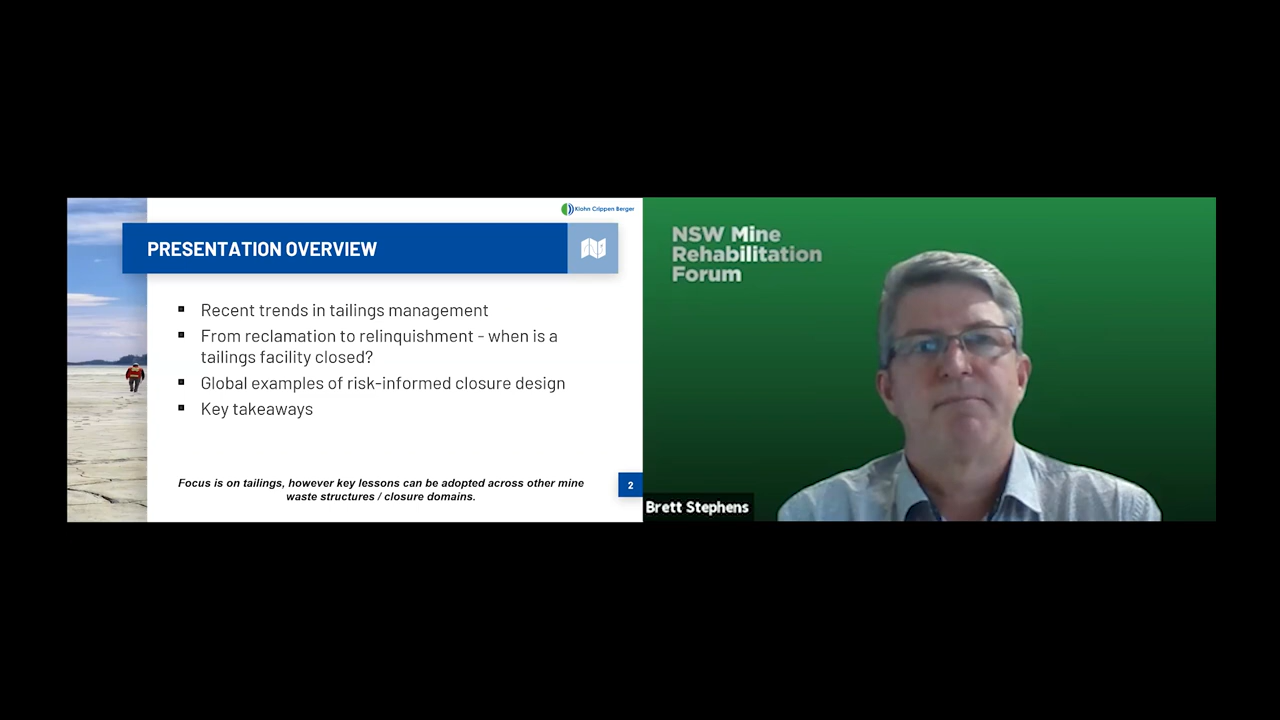 Klohn Crippen Berger
PRESENTATION OVERVIEW
Recent trends in tailings management
From reclamation to relinquishment - when is a
tailings facility closed?
Global examples of risk-informed closure design
Key takeaways
Focus is on tailings, however key lessons can be adopted across other mine
waste structures / closure domains.
2
NSW Mine
Rehabilitation
Forum
Brett Stephens